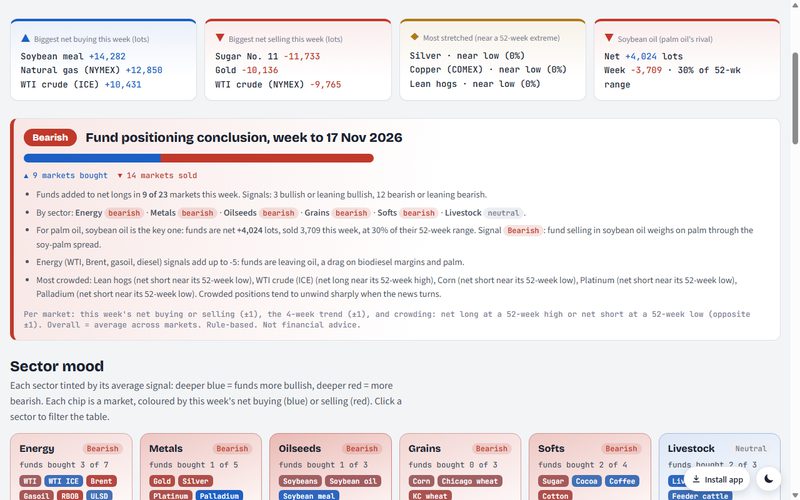 ▲ Biggest net buying this week (lots)
Soybean meal +14,282
Natural gas (NYMEX) +12,850
WTI crude (ICE) +10,431
▼ Biggest net selling this week (lots)
Sugar No. 11 -11,733
Gold -10,136
WTI crude (NYMEX) -9,765
◆ Most stretched (near a 52-week extreme)
Silver · near low (0%)
Copper (COMEX) · near low (0%)
Lean hogs · near low (0%)
▼ Soybean oil (palm oil's rival)
Net +4,024 lots
Week -3,709 · 30% of 52-wk
range
Bearish Fund positioning conclusion, week to 17 Nov 2026
▲ 9 markets bought ▼ 14 markets sold
• Funds added to net longs in 9 of 23 markets this week. Signals: 3 bullish or leaning bullish, 12 bearish or leaning bearish.
• By sector: Energy bearish · Metals bearish · Oilseeds bearish · Grains bearish · Softs bearish · Livestock neutral .
• For palm oil, soybean oil is the key one: funds are net +4,024 lots, sold 3,709 this week, at 30% of their 52-week range. Signal Bearish : fund selling in soybean oil weighs on palm through the
soy-palm spread.
• Energy (WTI, Brent, gasoil, diesel) signals add up to -5: funds are leaving oil, a drag on biodiesel margins and palm.
• Most crowded: Lean hogs (net short near its 52-week low), WTI crude (ICE) (net long near its 52-week high), Corn (net short near its 52-week low), Platinum (net short near its 52-week low),
Palladium (net short near its 52-week low). Crowded positions tend to unwind sharply when the news turns.
Per market: this week's net buying or selling (±1), the 4-week trend (±1), and crowding: net long at a 52-week high or net short at a 52-week low (opposite
±1). Overall = average across markets. Rule-based. Not financial advice.
Sector mood
Each sector tinted by its average signal: deeper blue = funds more bullish, deeper red = more
bearish. Each chip is a market, coloured by this week's net buying (blue) or selling (red). Click a
sector to filter the table.
Energy Bearish
funds bought 3 of 7
WTI WTI ICE Brent
Gasoil RBOB ULSD
Metals Bearish
funds bought 1 of 5
Gold Silver
Platinum Palladium
Oilseeds Bearish
funds bought 1 of 3
Soybeans Soybean oil
Soybean meal
Grains Bearish
funds bought 0 of 3
Corn Chicago wheat
KC wheat
Softs Bearish
funds bought 2 of 4
Sugar Cocoa Coffee
Cotton
Livestock Neutral
funds bought 2 of 3
Feeder cattle
Install app